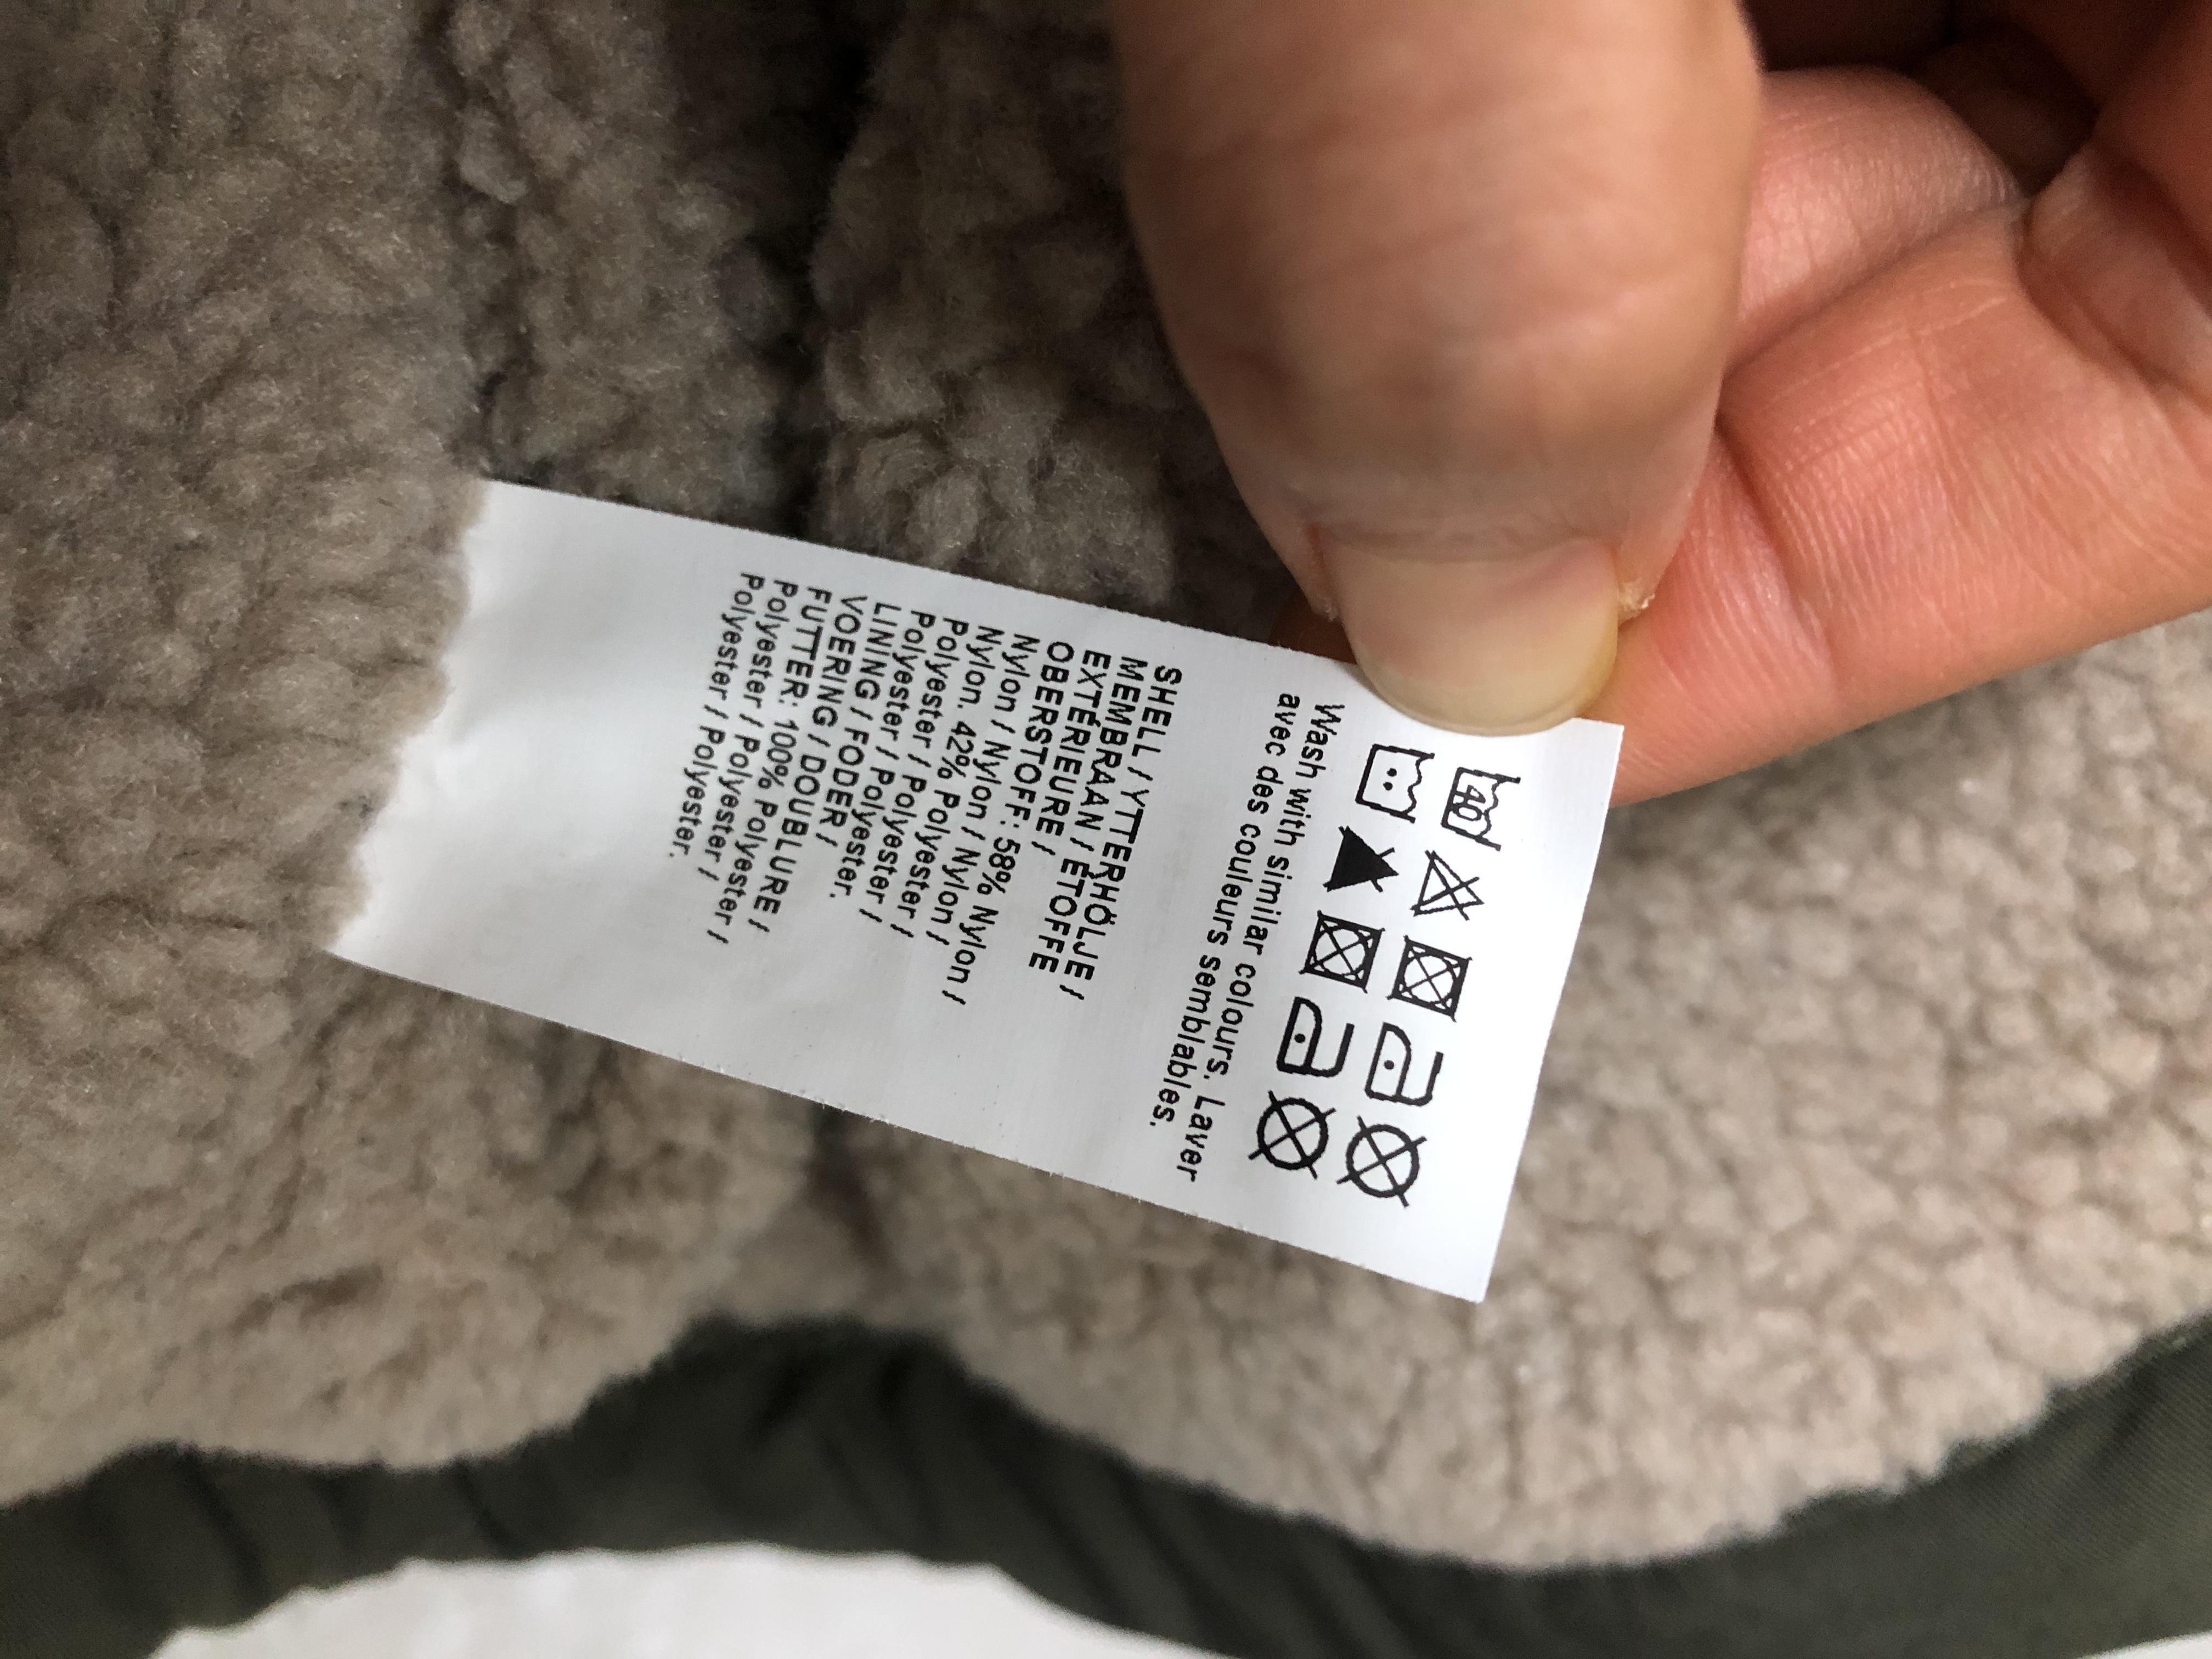 40
Wash with similar colours. Laver
avec des couleurs semblables.
SHELL / YTTERHÖLJE /
MEMBRAAN / ÉTOFFE
EXTÉRIEURE /
OBERSTOFF: 58% Nylon /
Nylon / Nylon / Nylon /
Nylon. 42% Polyester /
Polyester / Polyester /
Polyester / Polyester.
LINING / FODER /
VOERING / DOUBLURE /
FUTTER: 100% Polyester /
Polyester / Polyester /
Polyester / Polyester.